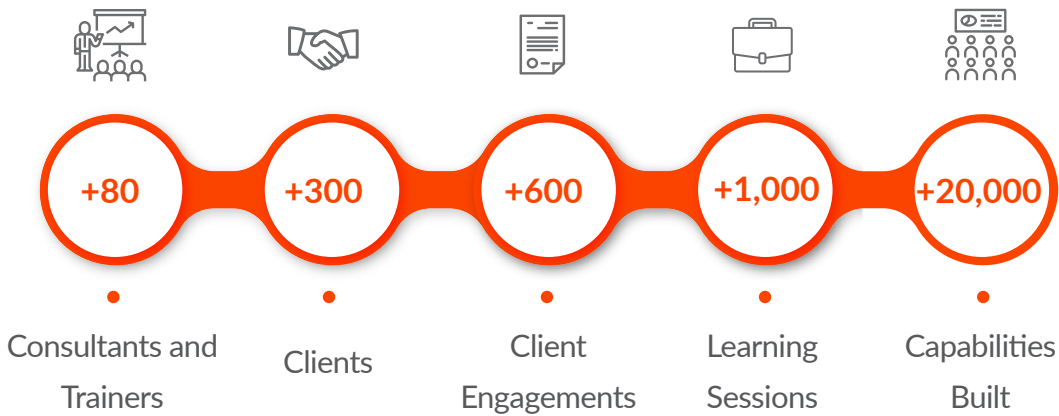 +80
+300
+600
+1,000
+20,000
Consultants and
Trainers
Clients
Client
Engagements
Learning
Sessions
Capabilities
Built